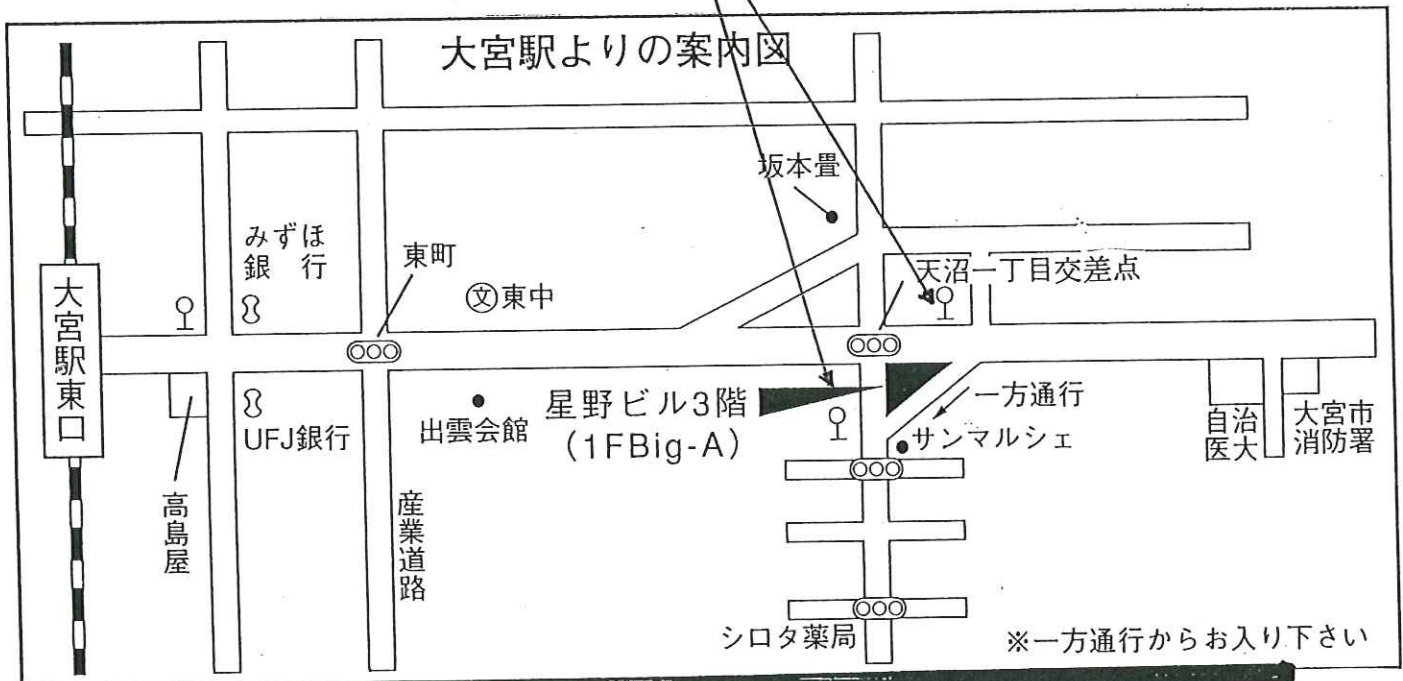 大宮駅よりの案内図
坂本畳
みずほ
銀行
東町
天沼一丁目交差点
文東中
大宮駅東口
星野ビル3階
(1FBig-A)
一方通行
出雲会館
UFJ銀行
サンマルシェ
自治
医大
大宮市
消防署
高島屋
産業道路
シロタ薬局
※一方通行からお入り下さい